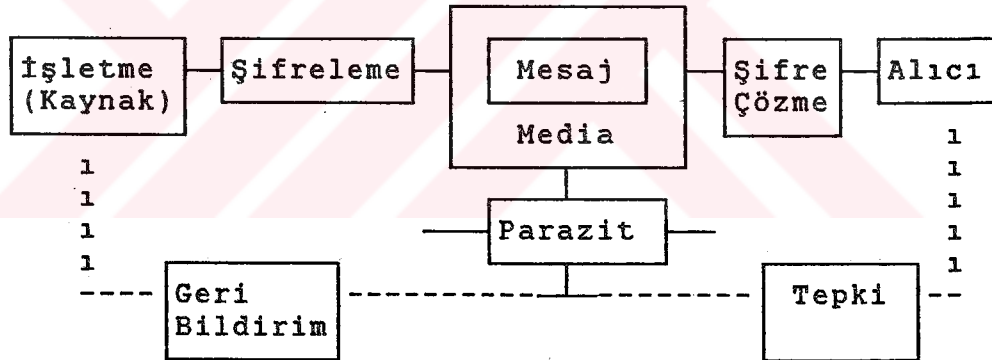 İşletme
(Kaynak)
Şifreleme
Mesaj
Media
Şifre
Çözme
Alıcı
Parazit
Geri
Bildirim
Tepki